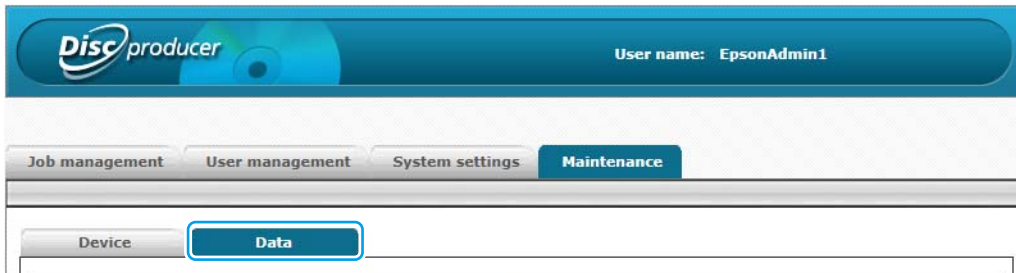 Disc producer
User name: EpsonAdmin1
Job management User management System settings Maintenance
Device Data